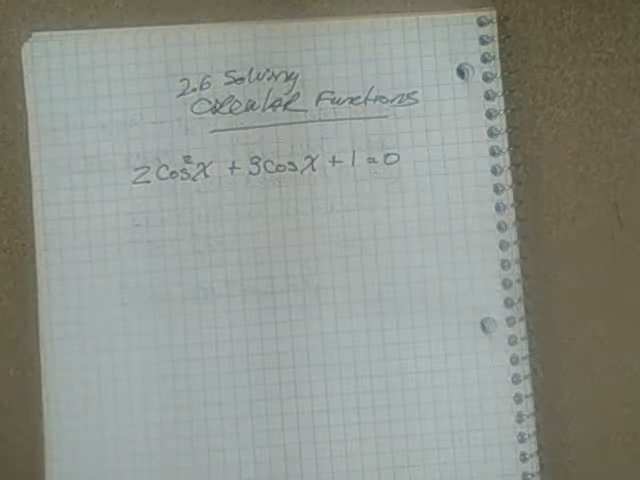 2.6 Solving
Circular Functions
2cos²x + 3cosx + 1 = 0